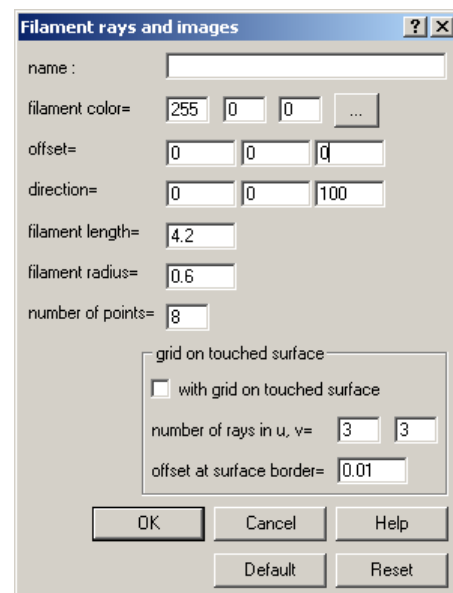 Filament rays and images
name :
filament color= 255 0 0 ...
offset= 0 0 0
direction= 0 0 100
filament length= 4.2
filament radius= 0.6
number of points= 8
grid on touched surface
with grid on touched surface
number of rays in u, v= 3 3
offset at surface border= 0.01
OK Cancel Help
Default Reset